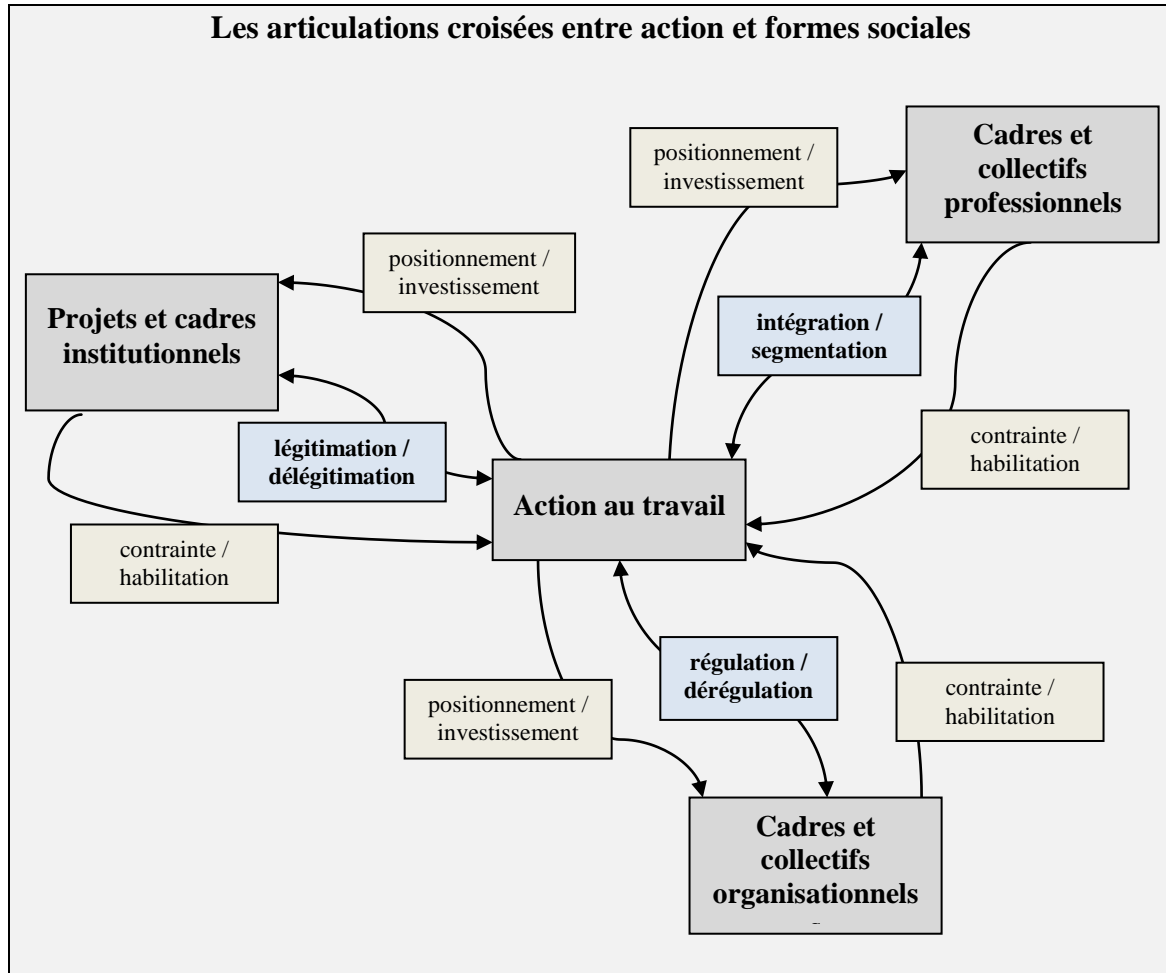 Les articulations croisées entre action et formes sociales
positionnement /
investissement
Cadres et
collectifs
professionnels
positionnement /
investissement
Projets et cadres
institutionnels
intégration /
segmentation
légitimation /
délégitimation
contrainte /
habilitation
Action au travail
contrainte /
habilitation
régulation /
dérégulation
positionnement /
investissement
contrainte /
habilitation
Cadres et
collectifs
organisationnels